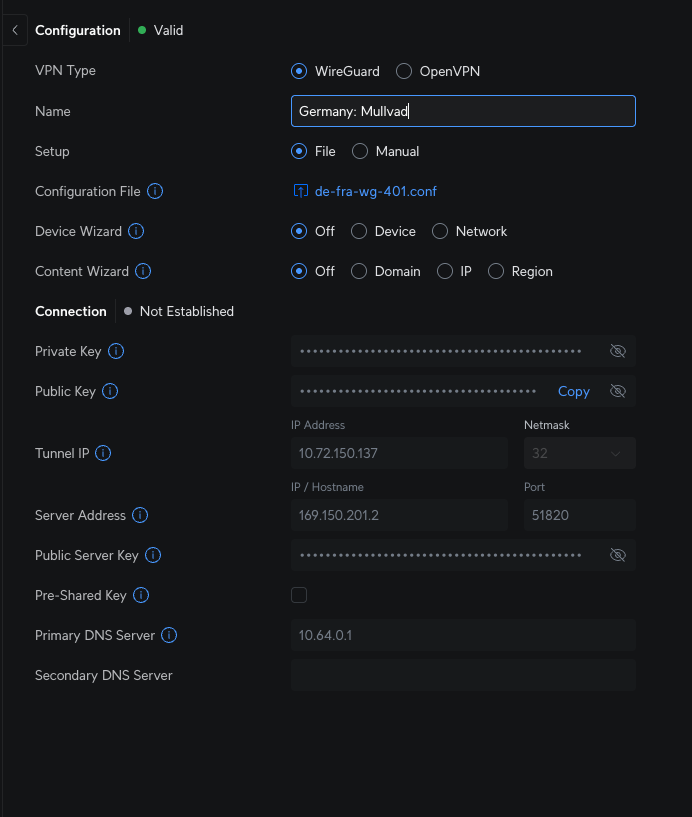 Configuration Valid
VPN Type WireGuard OpenVPN
Name Germany: Mullvad
Setup File Manual
Configuration File de-fra-wg-401.conf
Device Wizard Off Device Network
Content Wizard Off Domain IP Region
Connection Not Established
Private Key
Public Key Copy
IP Address Netmask
Tunnel IP 10.72.150.137 32
IP / Hostname Port
Server Address 169.150.201.2 51820
Public Server Key
Pre-Shared Key
Primary DNS Server 10.64.0.1
Secondary DNS Server